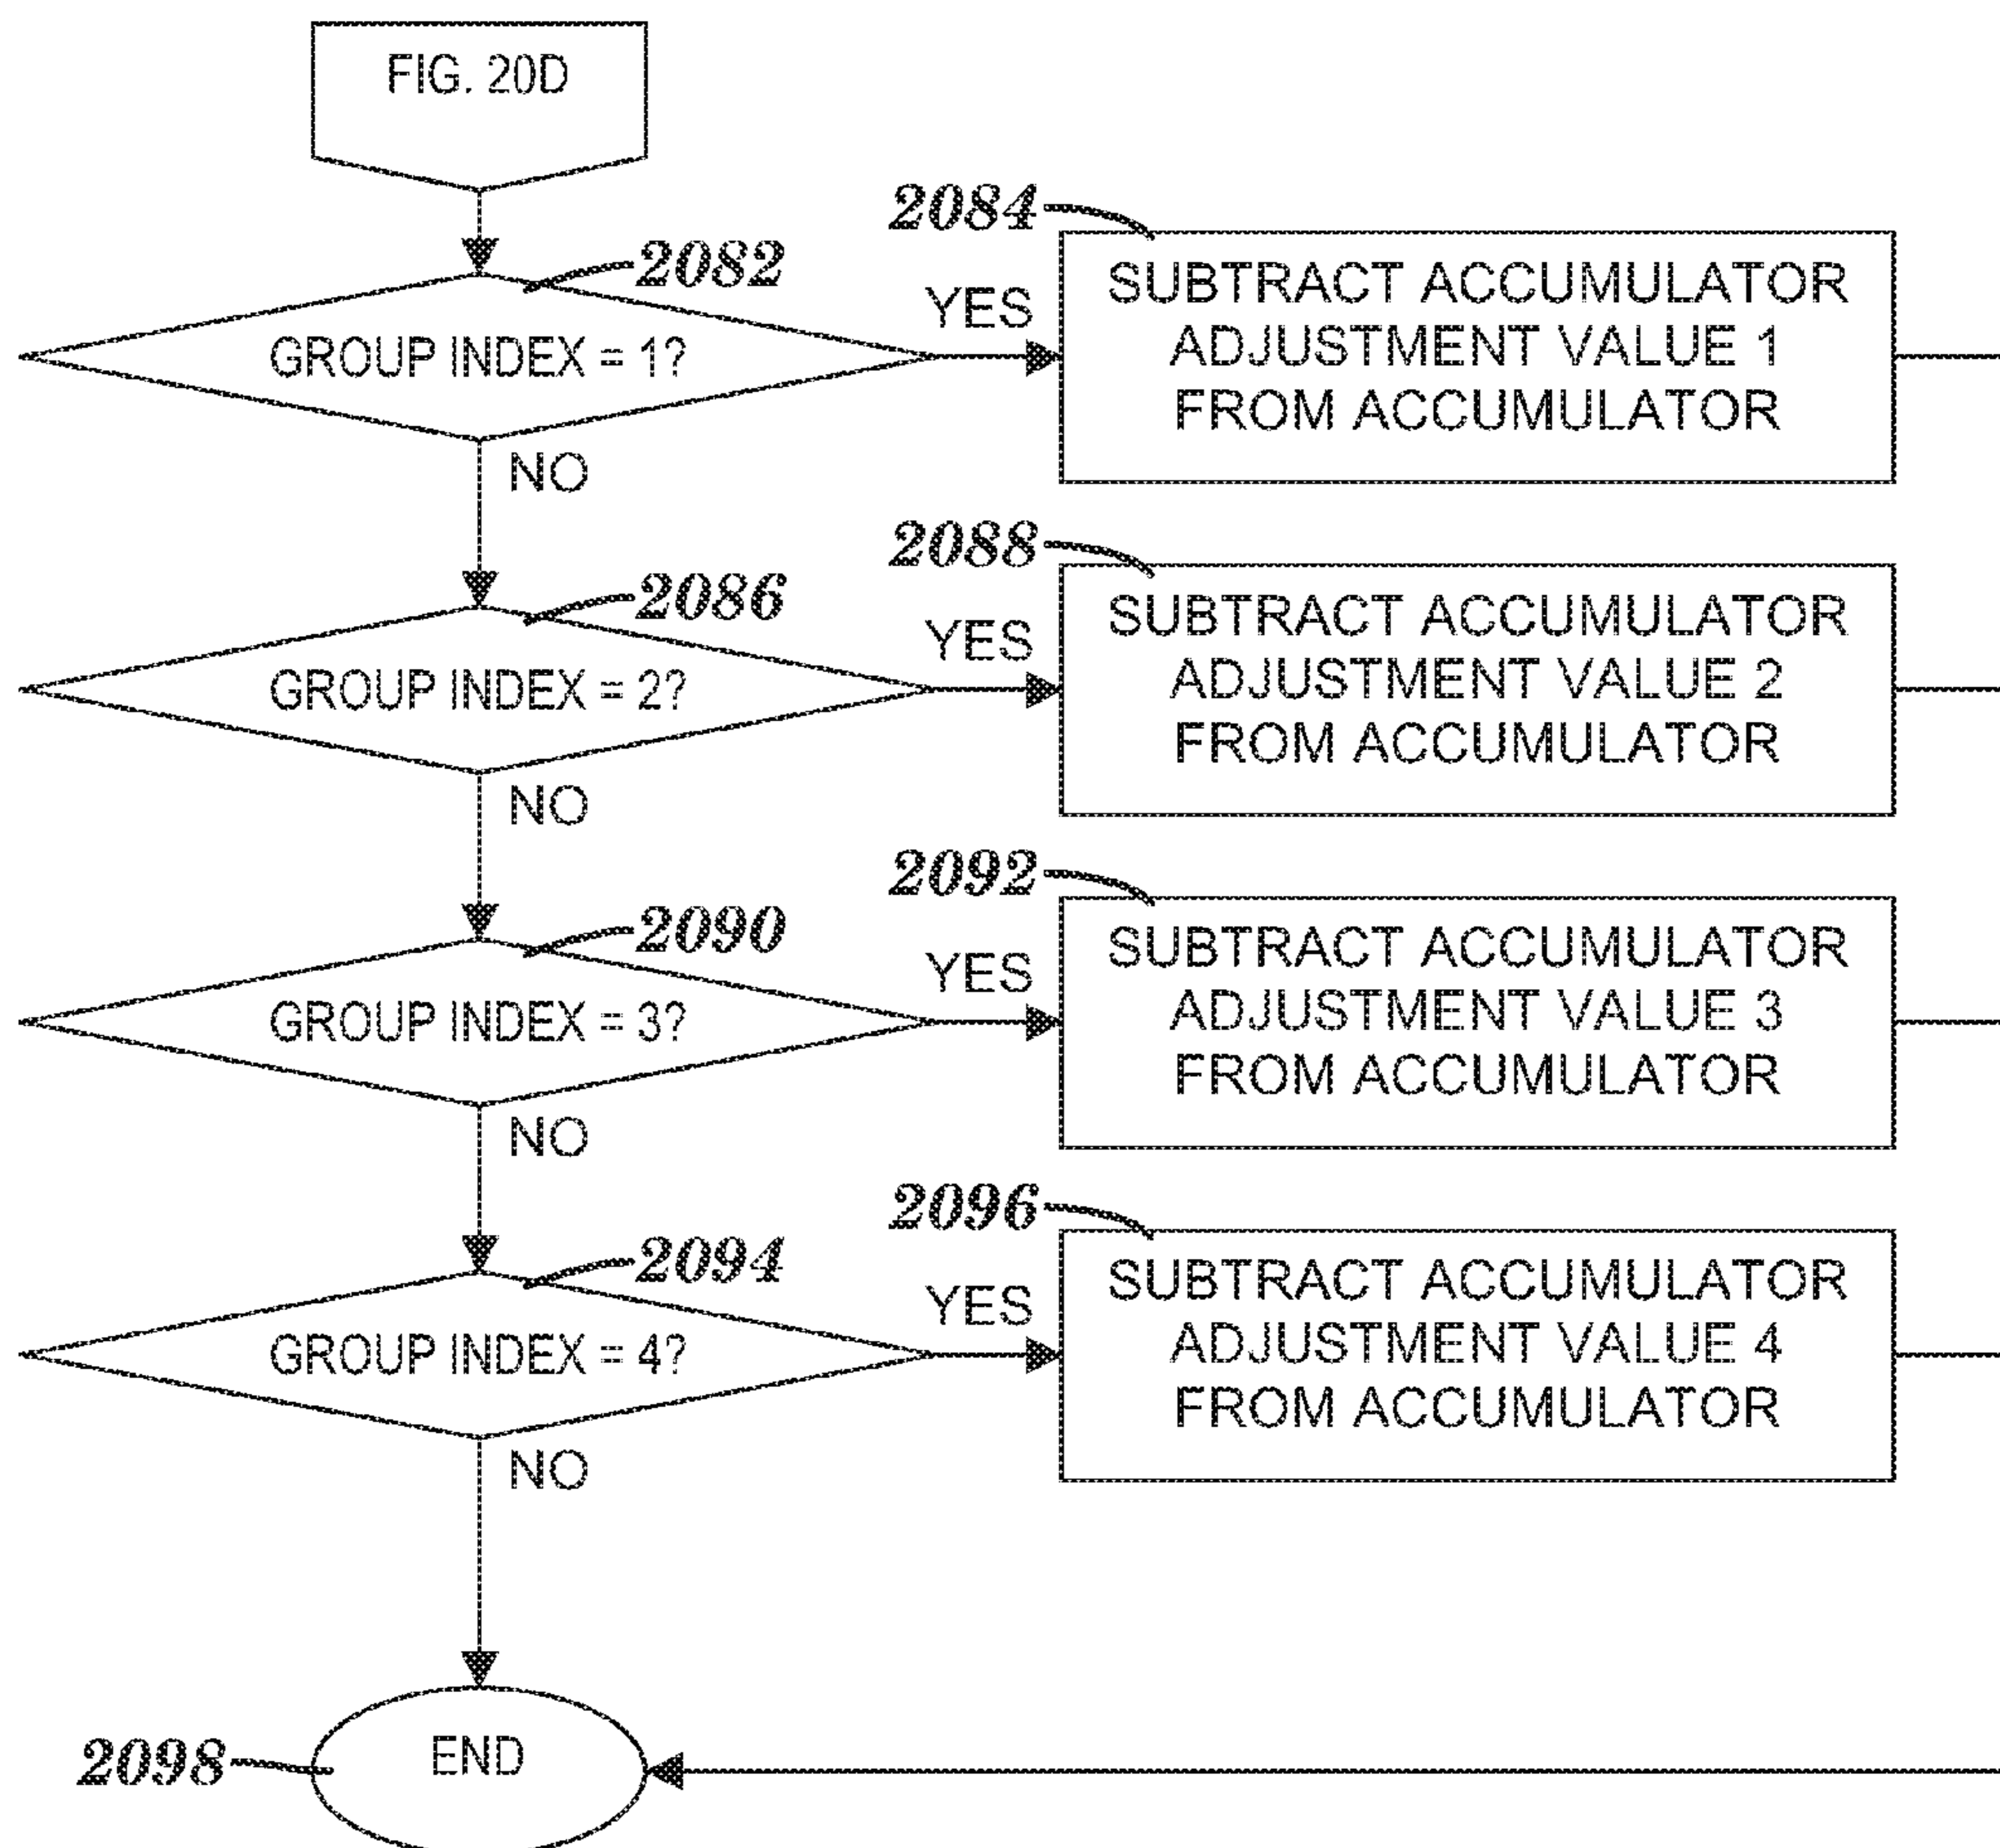 FIG. 20D
2082
GROUP INDEX = 1?
YES
NO
2084
SUBTRACT ACCUMULATOR
ADJUSTMENT VALUE 1
FROM ACCUMULATOR
2086
GROUP INDEX = 2?
YES
NO
2088
SUBTRACT ACCUMULATOR
ADJUSTMENT VALUE 2
FROM ACCUMULATOR
2090
GROUP INDEX = 3?
YES
NO
2092
SUBTRACT ACCUMULATOR
ADJUSTMENT VALUE 3
FROM ACCUMULATOR
2094
GROUP INDEX = 4?
YES
NO
2096
SUBTRACT ACCUMULATOR
ADJUSTMENT VALUE 4
FROM ACCUMULATOR
2098
END